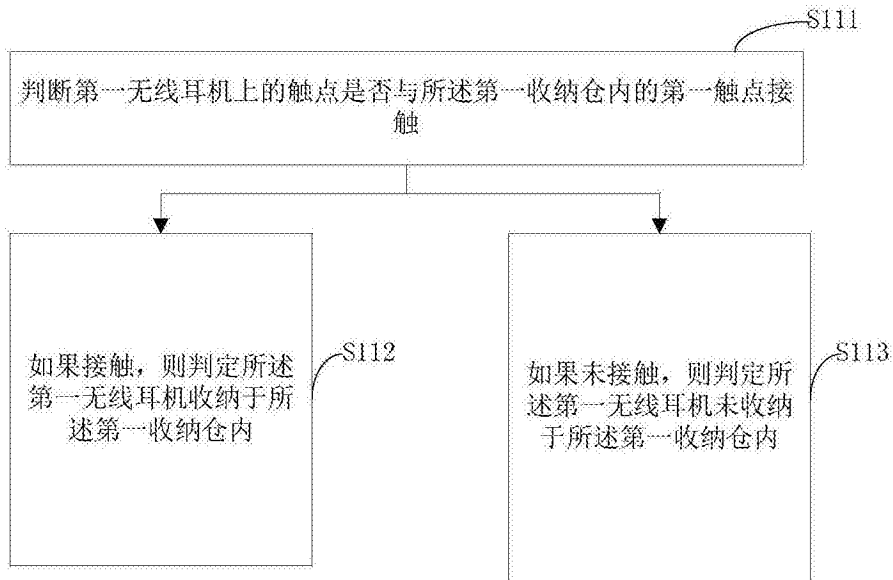 S111
判断第一无线耳机上的触点是否与所述第一收纳仓内的第一触点接
触
如果接触，则判定所述
第一无线耳机收纳于所
述第一收纳仓内
S112
如果未接触，则判定所
述第一无线耳机未收纳
于所述第一收纳仓内
S113